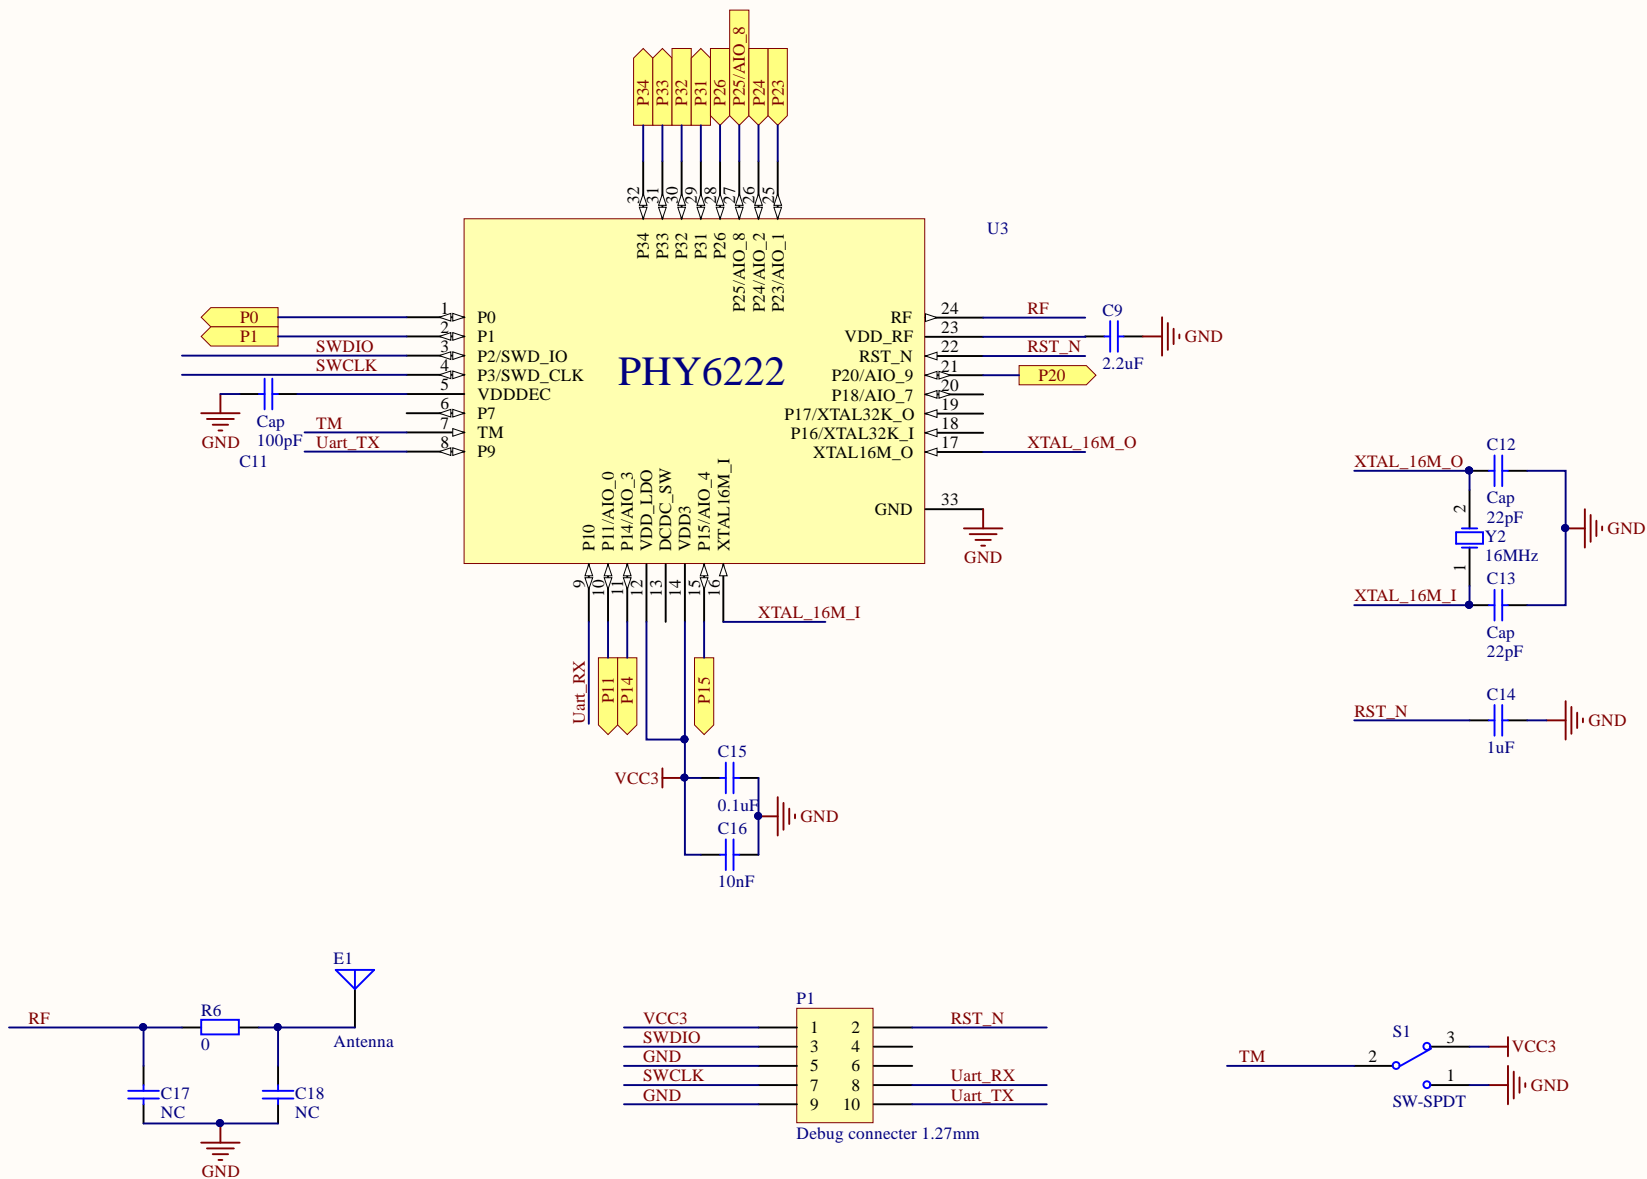 P34
P33
P32
P31
P26
P25/AIO_8
P24
P23
32
31
30
29
28
27
26
25
U3
P34
P33
P32
P31
P26
P25/AIO_8
P24/AIO_2
P23/AIO_1
P0
P1
SWDIO
SWCLK
1
2
3
4
5
6
7
8
P0
P1
P2/SWD_IO
P3/SWD_CLK
VDDDEC
P7
TM
P9
GND
Cap
100pF
C11
TM
Uart_TX
PHY6222
RF
VDD_RF
RST_N
P20/AIO_9
P18/AIO_7
P17/XTAL32K_O
P16/XTAL32K_I
XTAL16M_O
GND
24
23
22
21
20
19
18
17
33
RF
RST_N
P20
XTAL_16M_O
C9
2.2uF
GND
GND
P10
P11/AIO_0
P14/AIO_3
VDD_LDO
DCDC_SW
VDD3
P15/AIO_4
XTAL16M_I
9
10
11
12
13
14
15
16
XTAL_16M_I
Uart_RX
P11
P14
P15
VCC3
C15
0.1uF
C16
10nF
GND
XTAL_16M_O
C12
Cap
22pF
2
Y2
16MHz
1
GND
XTAL_16M_I
C13
Cap
22pF
RST_N
C14
1uF
GND
RF
R6
0
E1
Antenna
C17
NC
C18
NC
GND
P1
VCC3 1 2 RST_N
SWDIO 3 4
GND 5 6
SWCLK 7 8 Uart_RX
GND 9 10 Uart_TX
Debug connecter 1.27mm
S1
TM 2
3 VCC3
1 GND
SW-SPDT